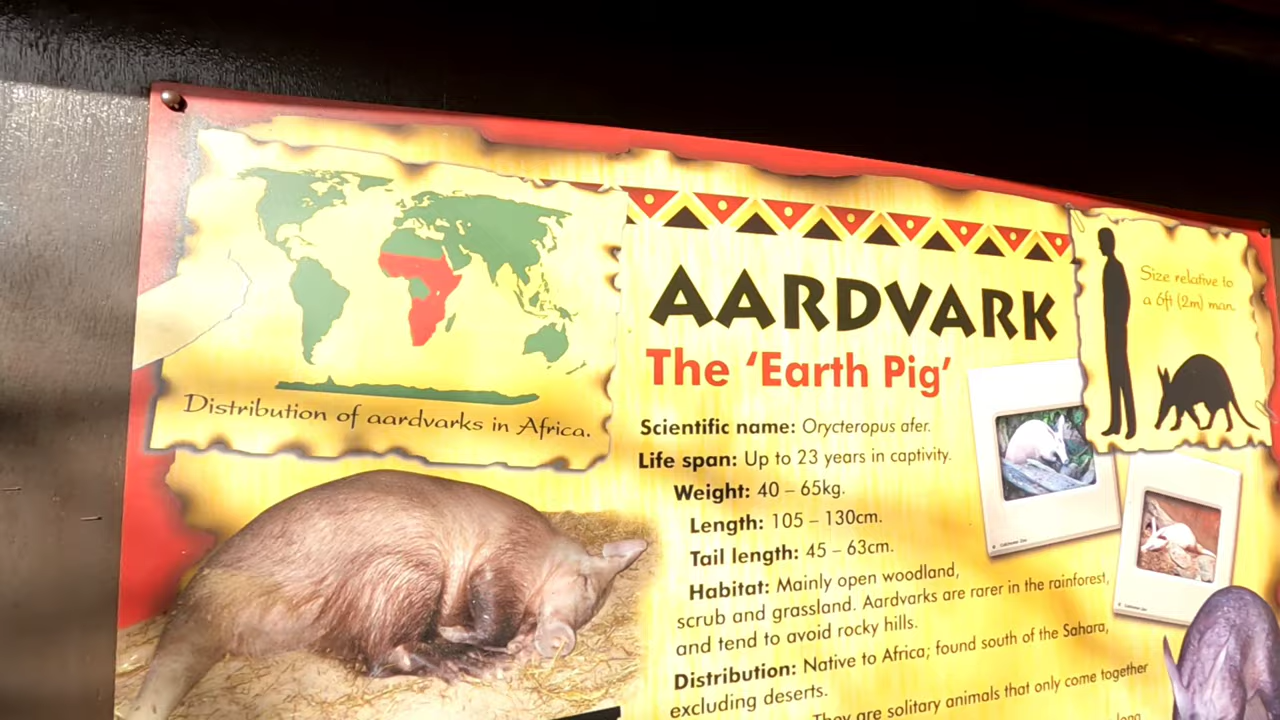 Distribution of aardvarks in Africa.
AARDVARK
The 'Earth Pig'
Size relative to
a 6ft (2m) man.
Scientific name: Orycteropus afer.
Life span: Up to 23 years in captivity.
Weight: 40 – 65kg.
Length: 105 – 130cm.
Tail length: 45 – 63cm.
Habitat: Mainly open woodland,
scrub and grassland. Aardvarks are rarer in the rainforest,
and tend to avoid rocky hills.
Distribution: Native to Africa; found south of the Sahara,
excluding deserts.
They are solitary animals that only come together
long